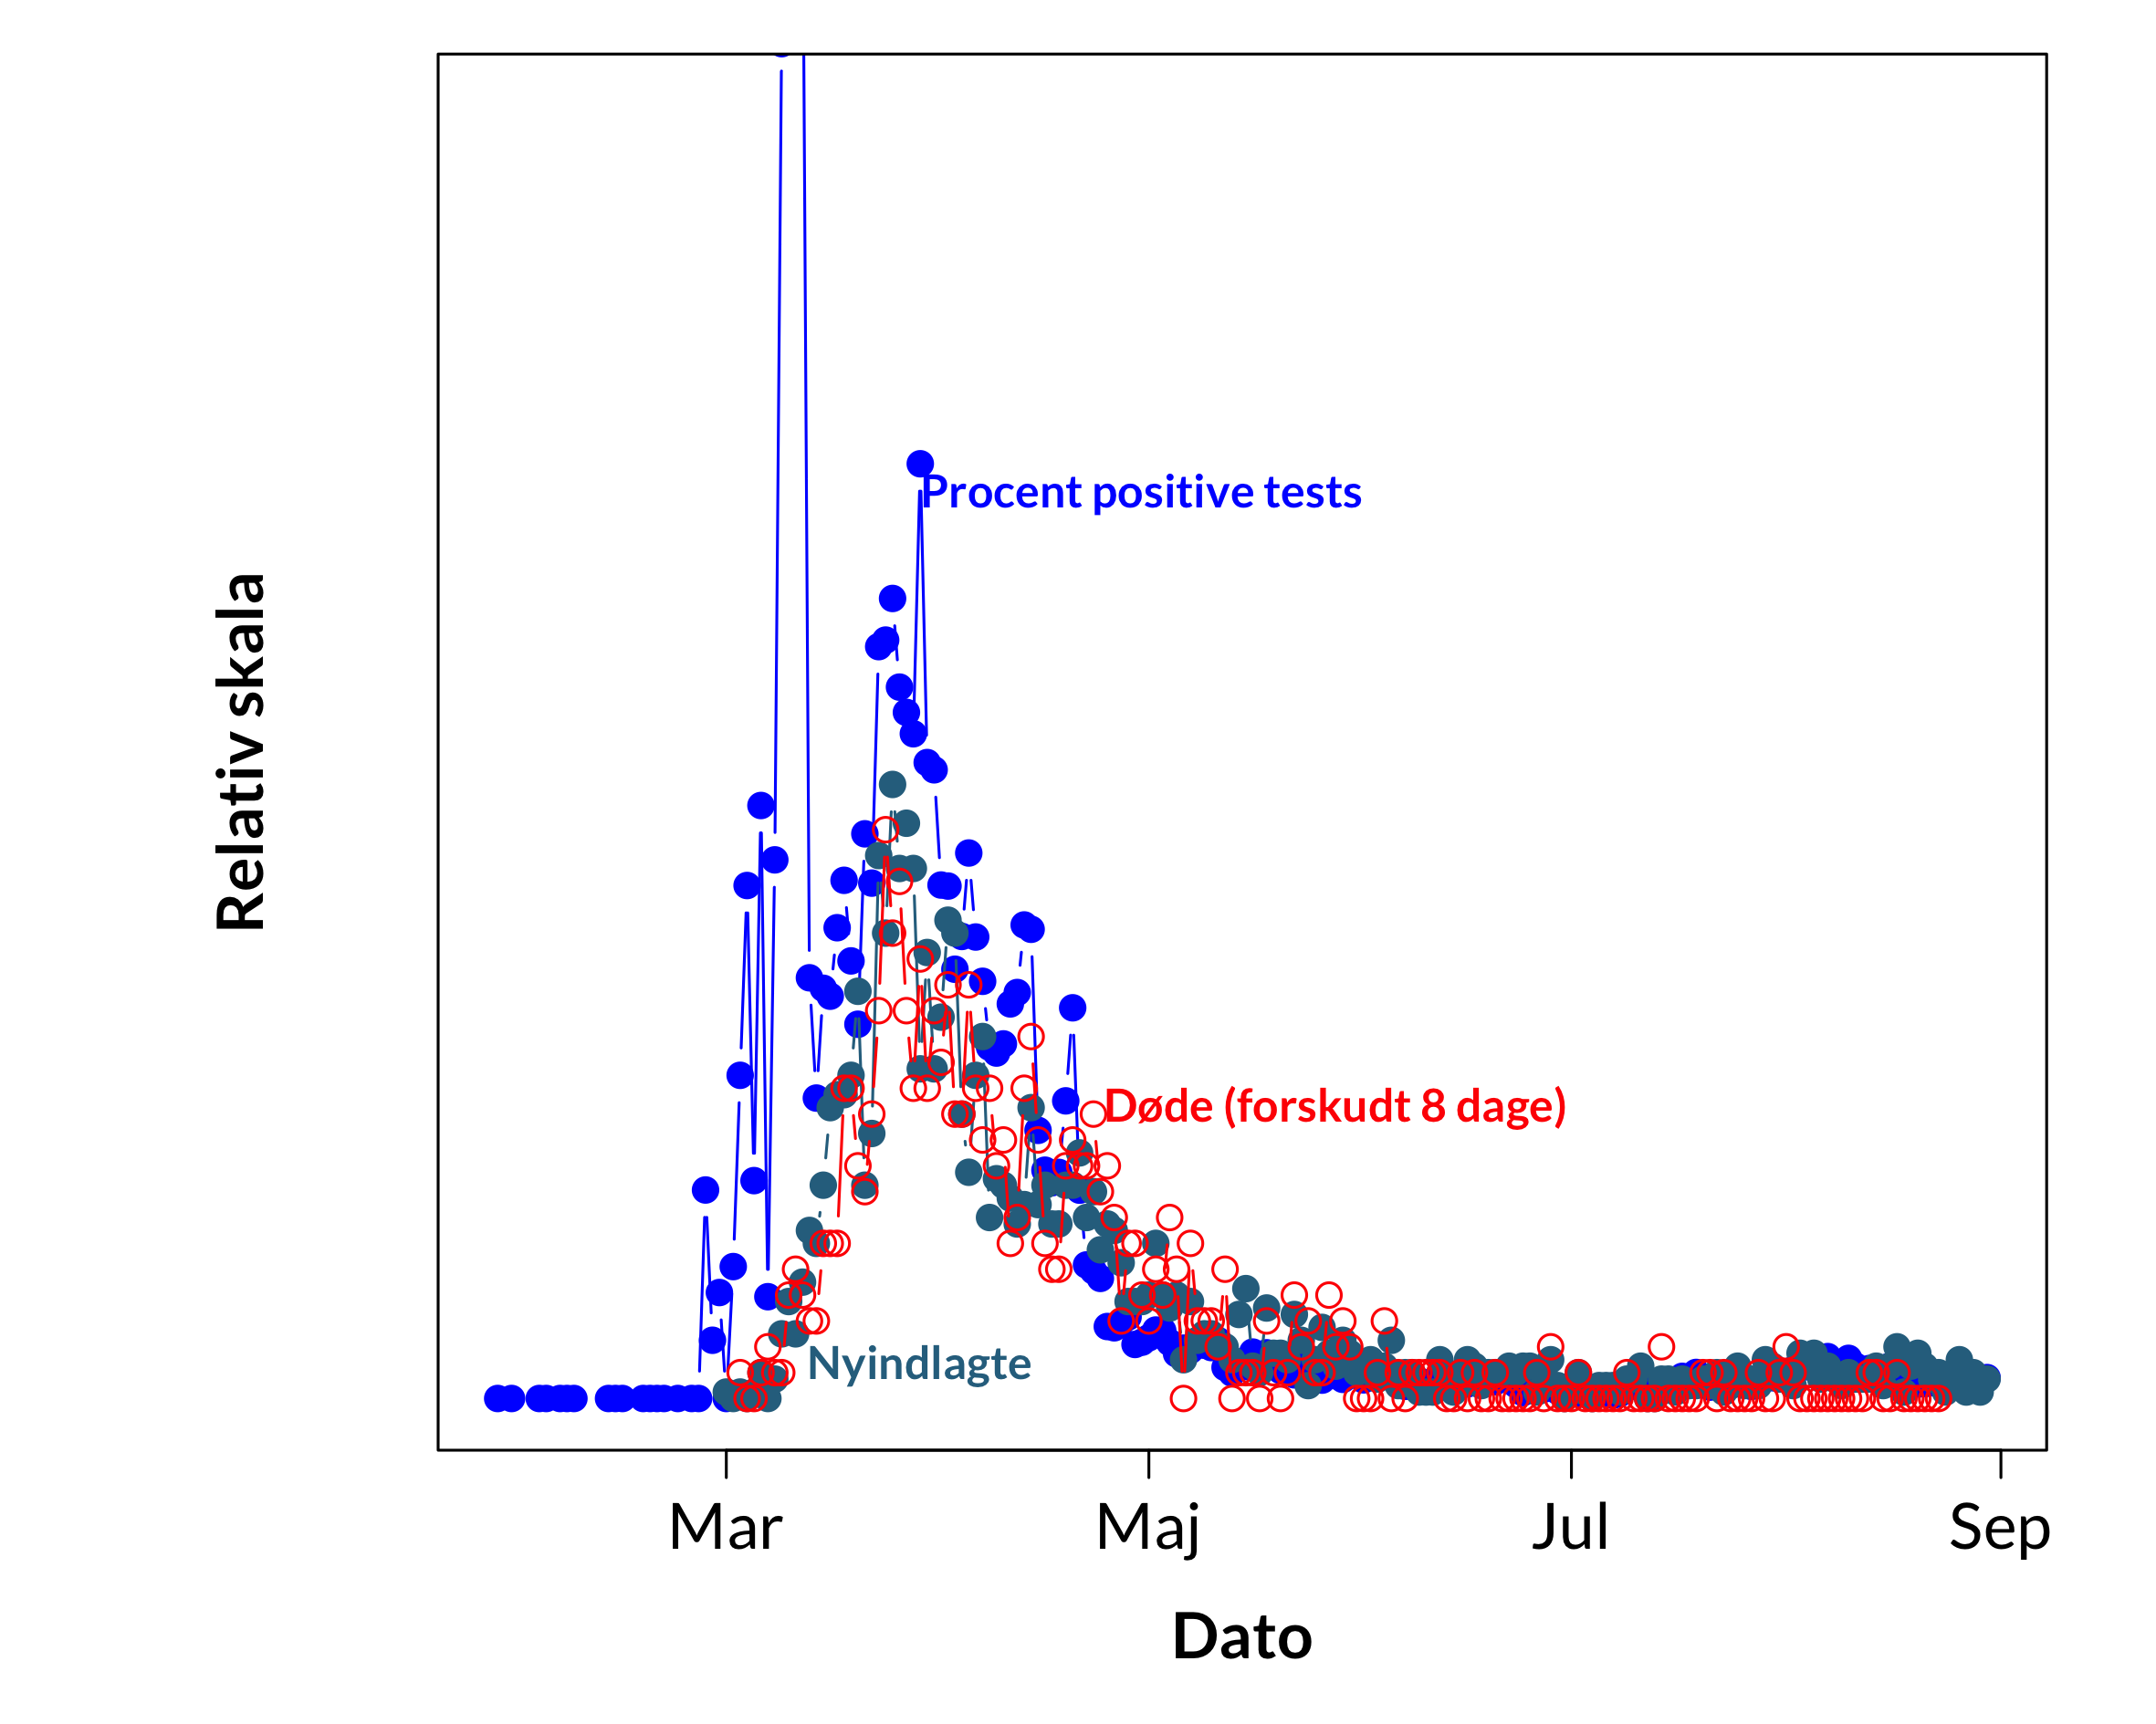 Relativ skala
Procent positive tests
Døde (forskudt 8 dage)
Nyindlagte
Mar
Maj
Jul
Sep
Dato